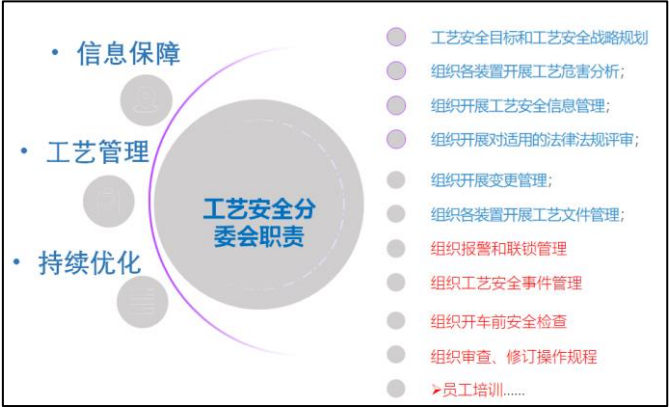 • 信息保障
• 工艺管理
• 持续优化
工艺安全分
委会职责
工艺安全目标和工艺安全战略规划
组织各装置开展工艺危害分析；
组织开展工艺安全信息管理；
组织开展对适用的法律法规评审；
组织开展变更管理；
组织各装置开展工艺文件管理；
组织报警和联锁管理
组织工艺安全事件管理
组织开车前安全检查
组织审查、修订操作规程
➢员工培训……